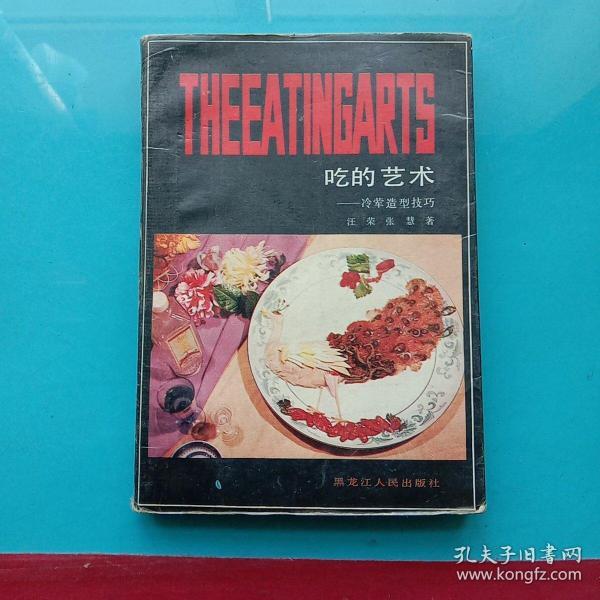 THEEATINGARTS
吃的艺术
——冷荤造型技巧
汪荣张慧著
黑龙江人民出版社
孔夫子旧書网
www.kongfz.com